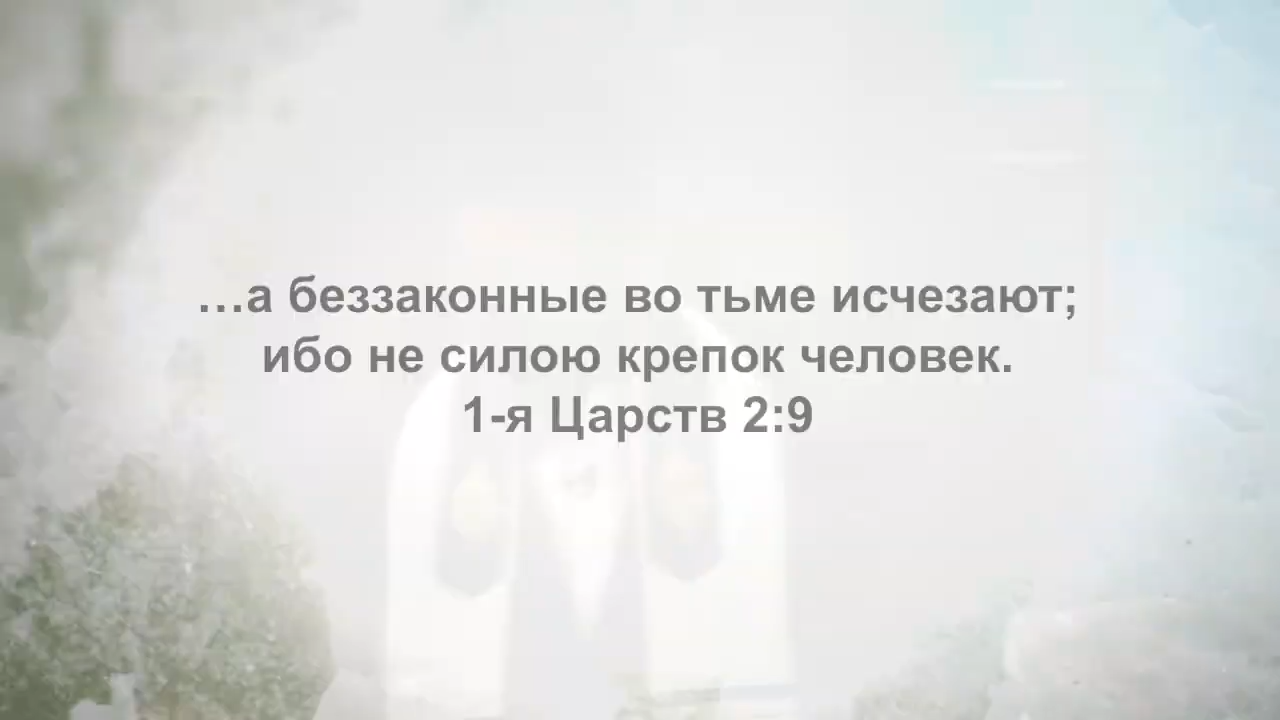 …а беззаконные во тьме исчезают;
ибо не силою крепок человек.
1-я Царств 2:9